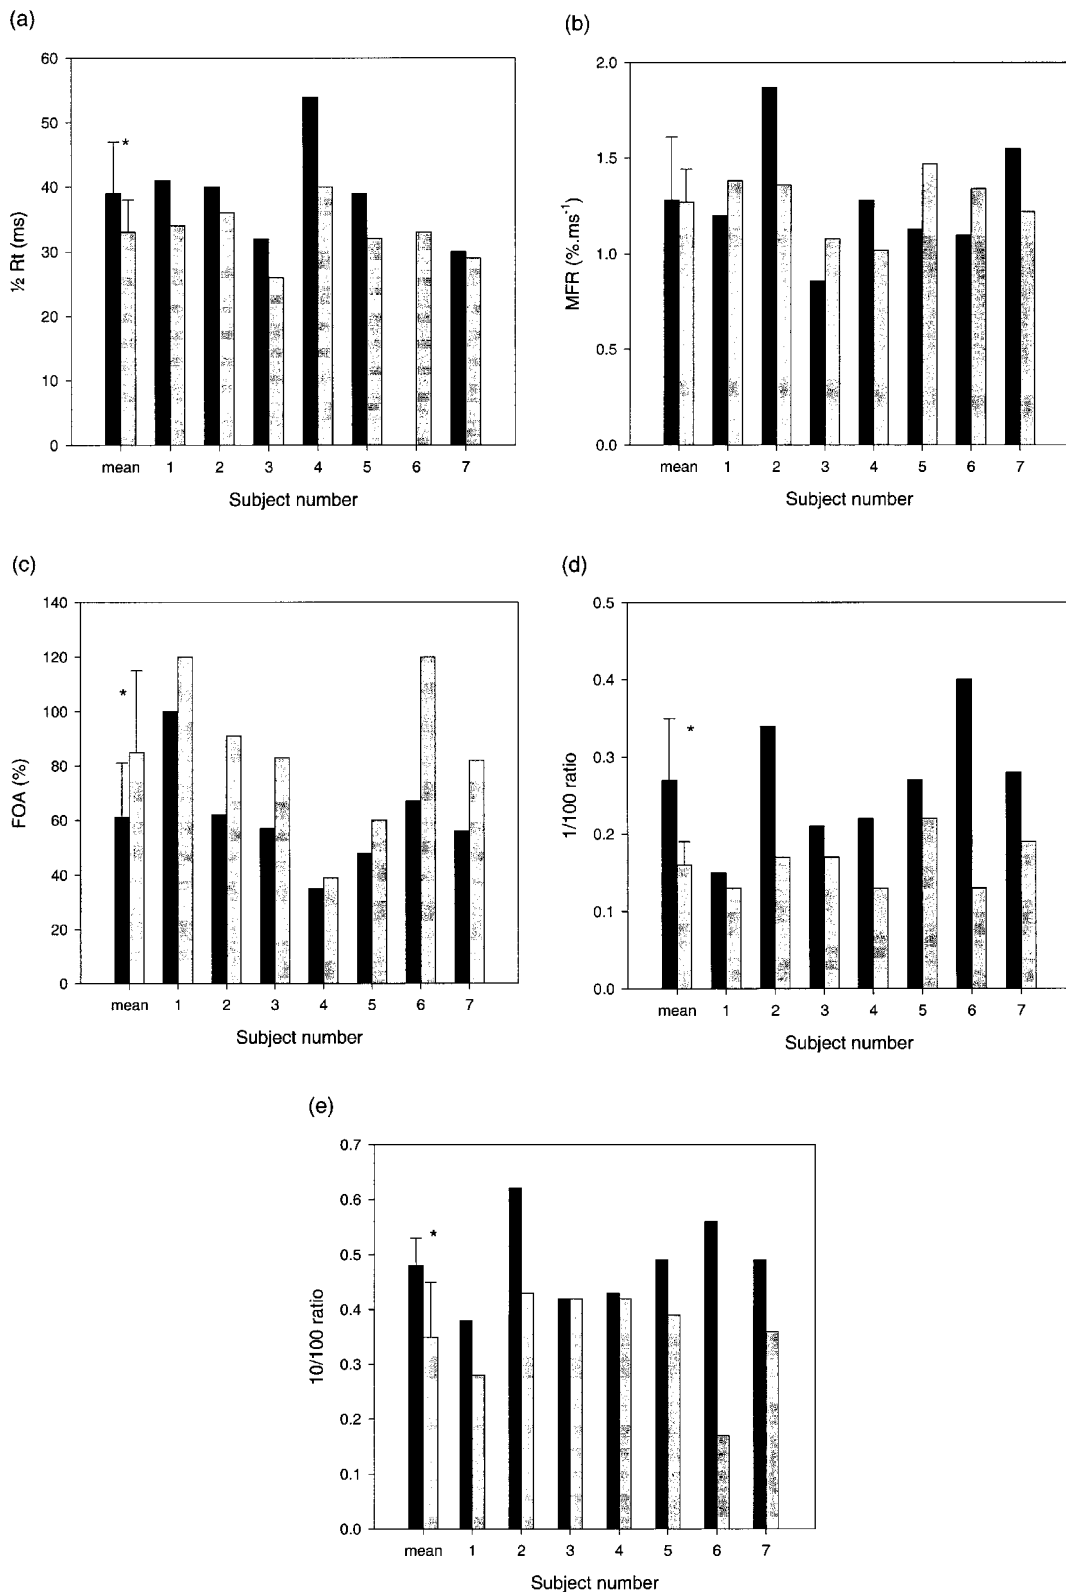 (a)
60
50
40
30
20
10
0
½ Rt (ms)
*
mean 1 2 3 4 5 6 7
Subject number
(b)
2.0
1.5
1.0
0.5
0.0
MFR (%.ms⁻¹)
mean 1 2 3 4 5 6 7
Subject number
(c)
140
120
100
80
60
40
20
0
FOA (%)
*
mean 1 2 3 4 5 6 7
Subject number
(d)
0.5
0.4
0.3
0.2
0.1
0.0
1/100 ratio
*
mean 1 2 3 4 5 6 7
Subject number
(e)
0.7
0.6
0.5
0.4
0.3
0.2
0.1
0.0
10/100 ratio
*
mean 1 2 3 4 5 6 7
Subject number